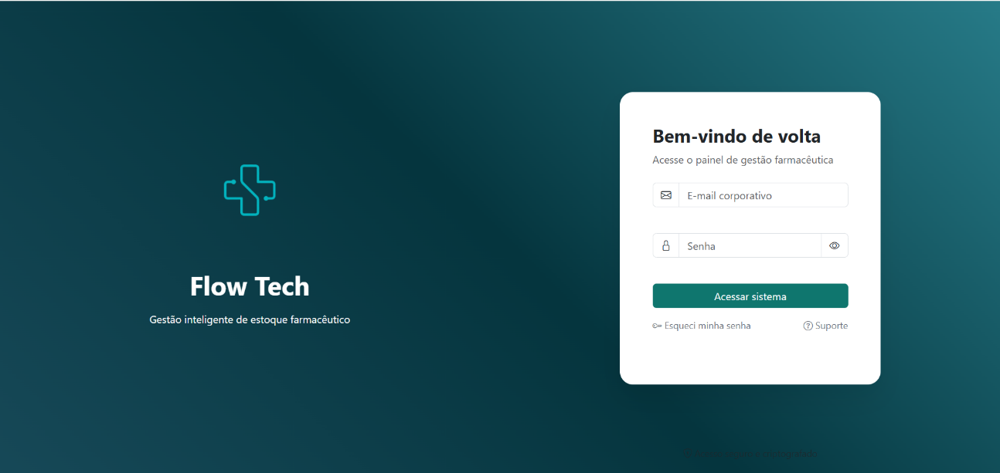 Flow Tech
Gestão inteligente de estoque farmacêutico
Bem-vindo de volta
Acesse o painel de gestão farmacêutica
E-mail corporativo
Senha
Acessar sistema
Esqueci minha senha
Suporte
criptografado